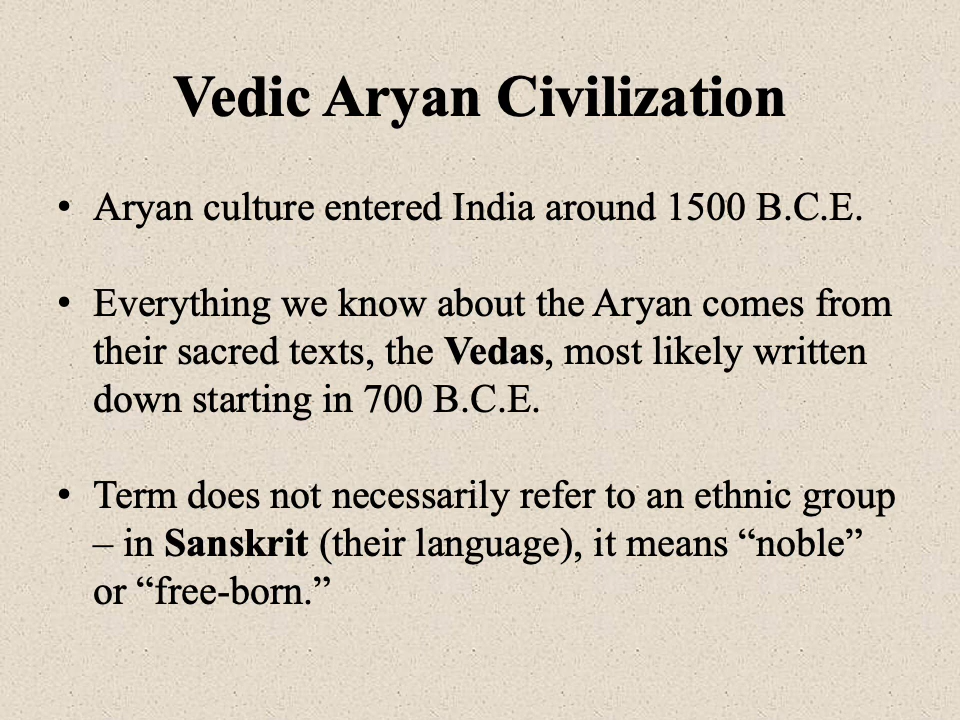 Vedic Aryan Civilization
• Aryan culture entered India around 1500 B.C.E.
• Everything we know about the Aryan comes from
their sacred texts, the Vedas, most likely written
down starting in 700 B.C.E.
• Term does not necessarily refer to an ethnic group
– in Sanskrit (their language), it means “noble”
or “free-born.”